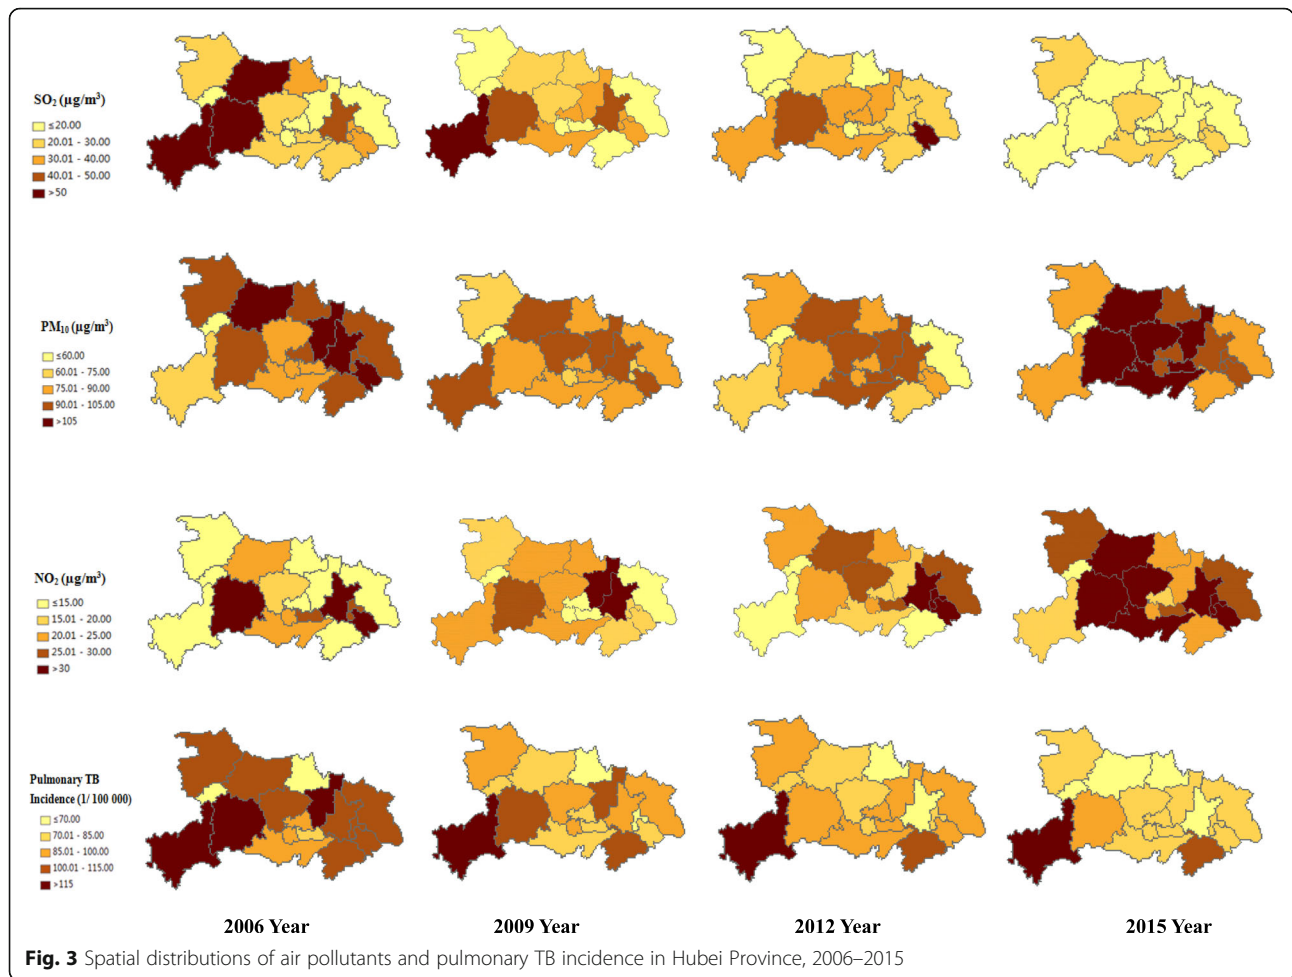 SO₂ (µg/m³)
≤20.00
20.01 - 30.00
30.01 - 40.00
40.01 - 50.00
>50
PM₁₀ (µg/m³)
≤60.00
60.01 - 75.00
75.01 - 90.00
90.01 - 105.00
>105
NO₂ (µg/m³)
≤15.00
15.01 - 20.00
20.01 - 25.00
25.01 - 30.00
>30
Pulmonary TB
Incidence (1/ 100 000)
≤70.00
70.01 - 85.00
85.01 - 100.00
100.01 - 115.00
>115
2006 Year 2009 Year 2012 Year 2015 Year
Fig. 3 Spatial distributions of air pollutants and pulmonary TB incidence in Hubei Province, 2006–2015